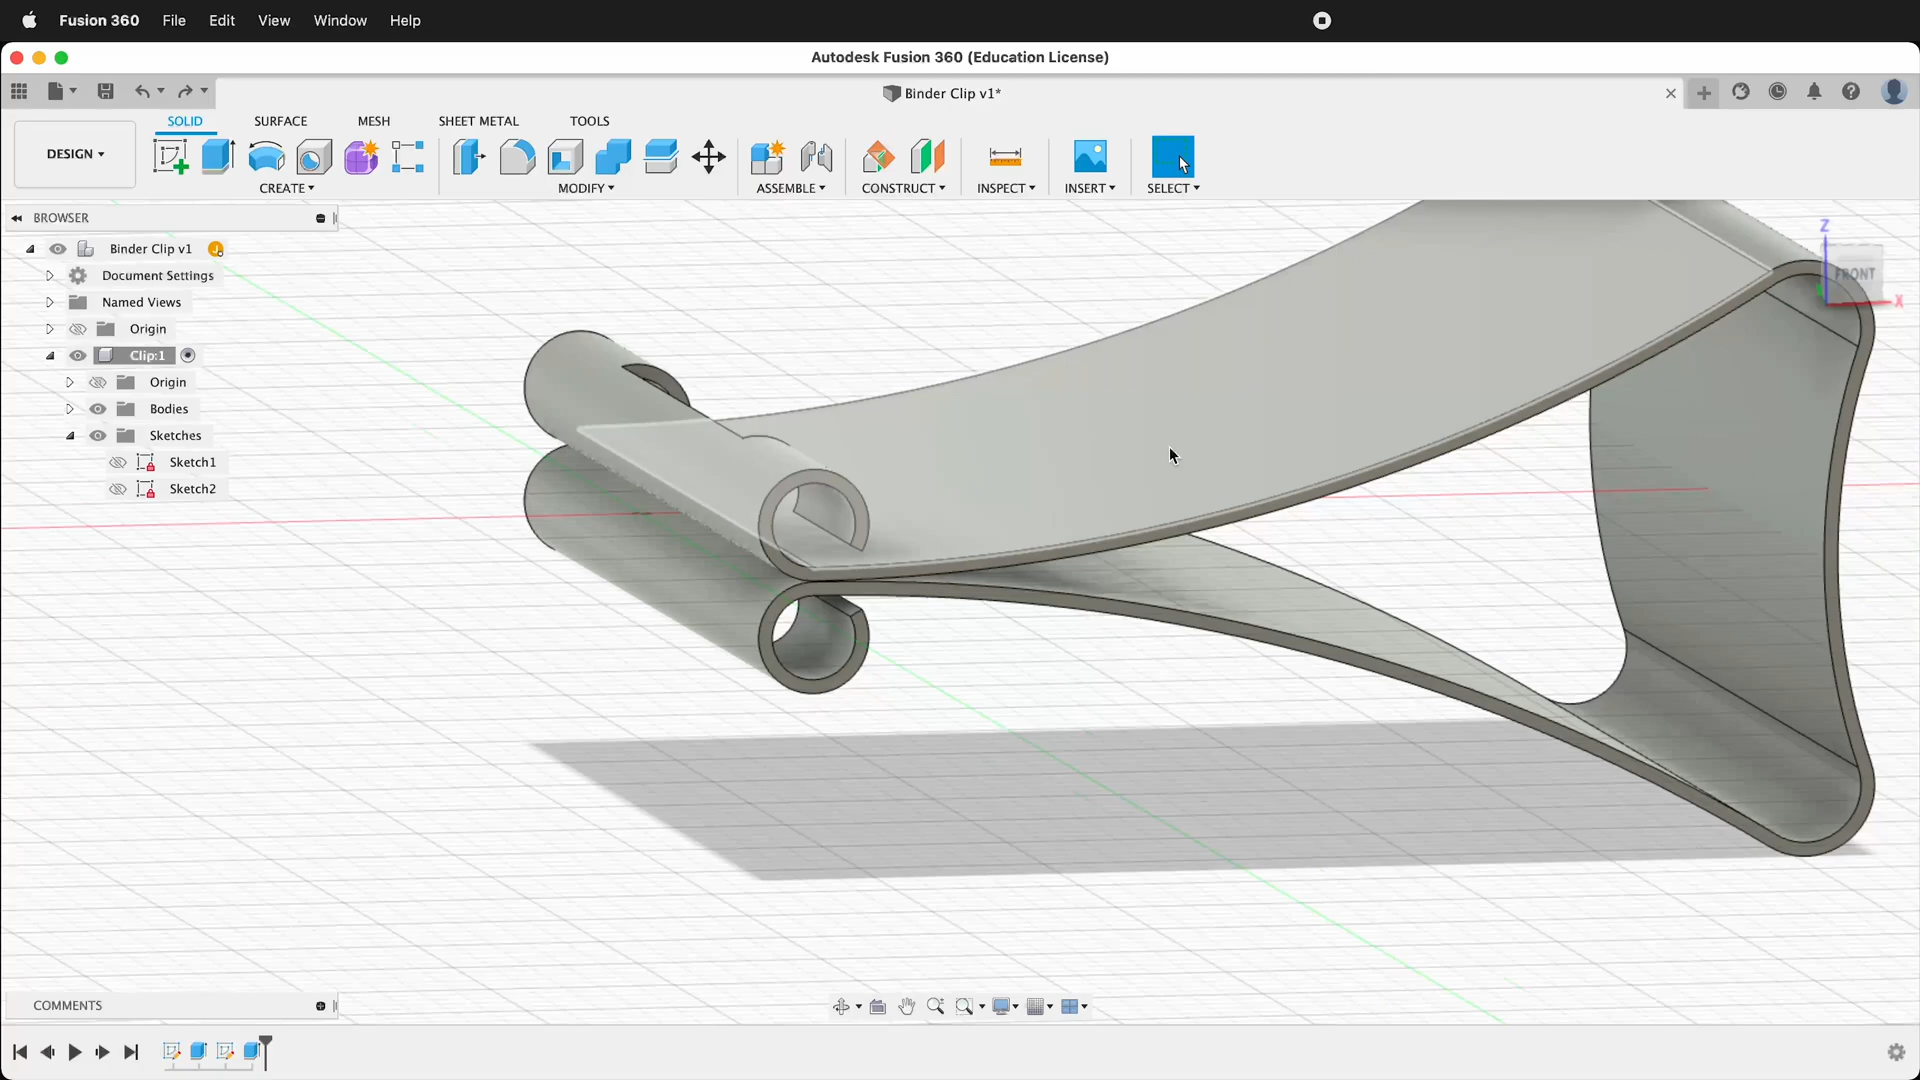 Fusion 360 File Edit View Window Help
Autodesk Fusion 360 (Education License)
Binder Clip v1*
SOLID SURFACE MESH SHEET METAL TOOLS
DESIGN
CREATE MODIFY ASSEMBLE CONSTRUCT INSPECT INSERT SELECT
BROWSER
Binder Clip v1
Document Settings
Named Views
Origin
Clip:1
Origin
Bodies
Sketches
Sketch1
Sketch2
Z
FRONT
X
COMMENTS